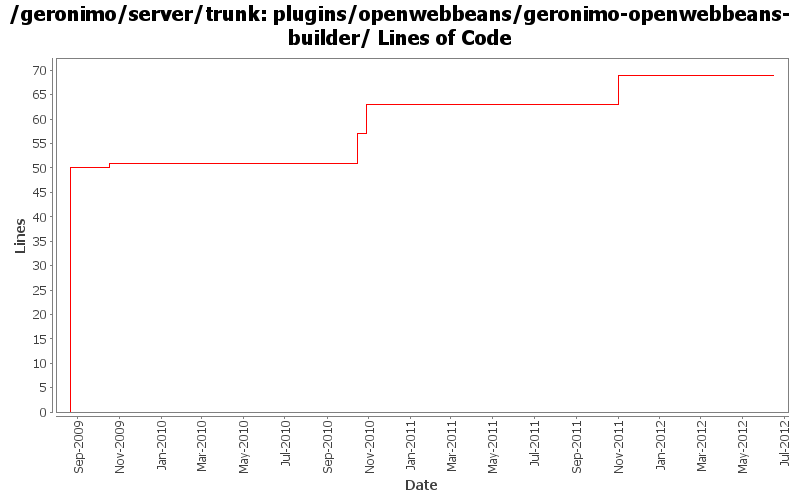 /geronimo/server/trunk: plugins/openwebbeans/geronimo-openwebbeans-
builder/ Lines of Code
70
65
60
55
50
45
40
35
30
25
20
15
10
5
0
Lines
Sep-2009
Nov-2009
Jan-2010
Mar-2010
May-2010
Jul-2010
Sep-2010
Nov-2010
Jan-2011
Mar-2011
May-2011
Jul-2011
Sep-2011
Nov-2011
Jan-2012
Mar-2012
May-2012
Jul-2012
Date